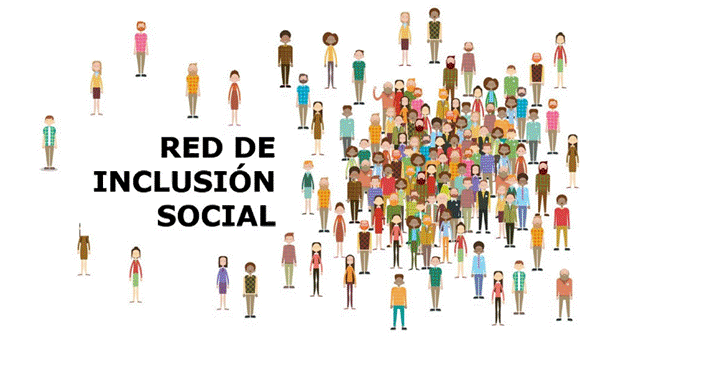 RED DE
INCLUSIÓN
SOCIAL